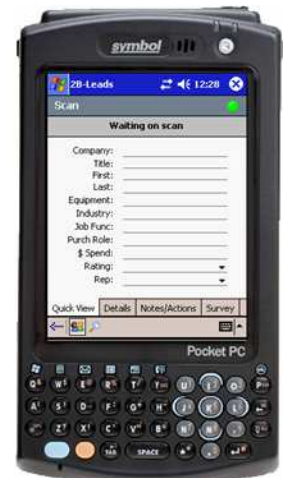 symbol
2B-Leads 12:28
Scan
Waiting on scan
Company:
Title:
First:
Last:
Equipment:
Industry:
Job Func:
Purch Role:
$ Spend:
Rating:
Rep:
Quick View Details Notes/Actions Survey
Pocket PC
Q W E R T Y U I O P
A S D F G H J K L
Z X C V B N M
TAB SPACE